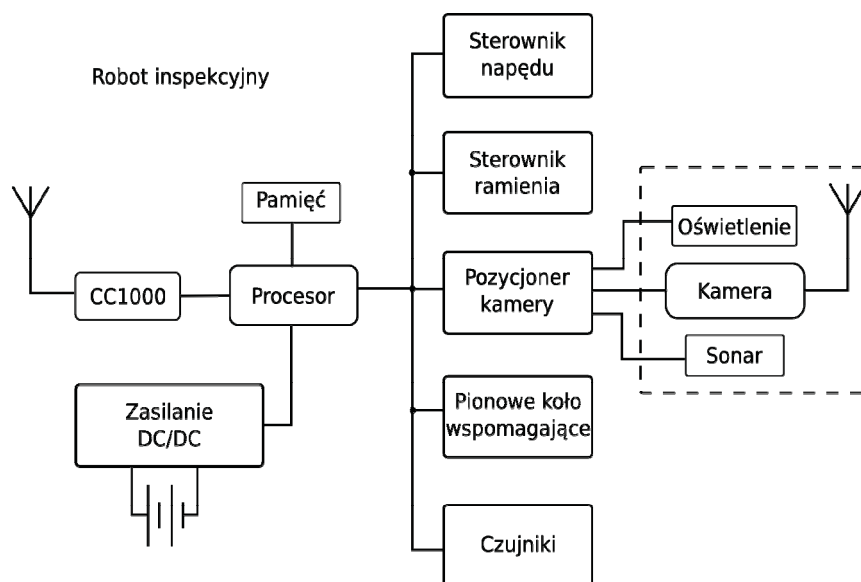 Robot inspekcyjny
Sterownik
napędu
Sterownik
ramienia
Pamięć
Oświetlenie
CC1000
Procesor
Pozycjoner
kamery
Kamera
Sonar
Zasilanie
DC/DC
Pionowe koło
wspomagające
Czujniki